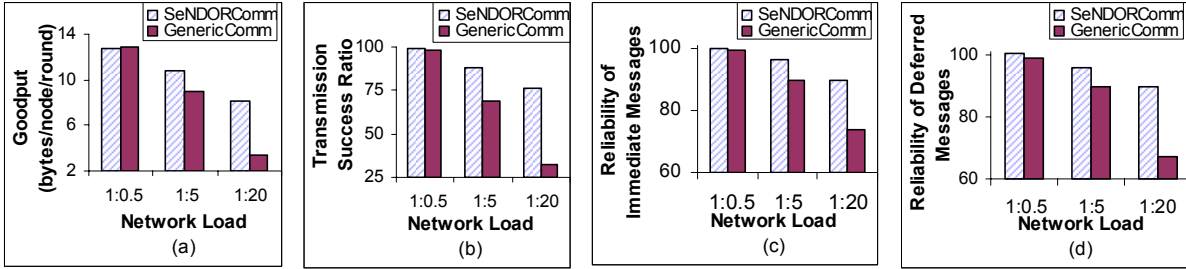 SeNDORComm
GenericComm
Goodput
(bytes/node/round)
14
10
6
2
1:0.5 1:5 1:20
Network Load
(a)
SeNDORComm
GenericComm
Transmission
Success Ratio
100
75
50
25
1:0.5 1:5 1:20
Network Load
(b)
SeNDORComm
GenericComm
Reliability of
Immediate Messages
100
80
60
1:0.5 1:5 1:20
Network Load
(c)
SeNDORComm
GenericComm
Reliability of Deferred
Messages
100
80
60
1:0.5 1:5 1:20
Network Load
(d)